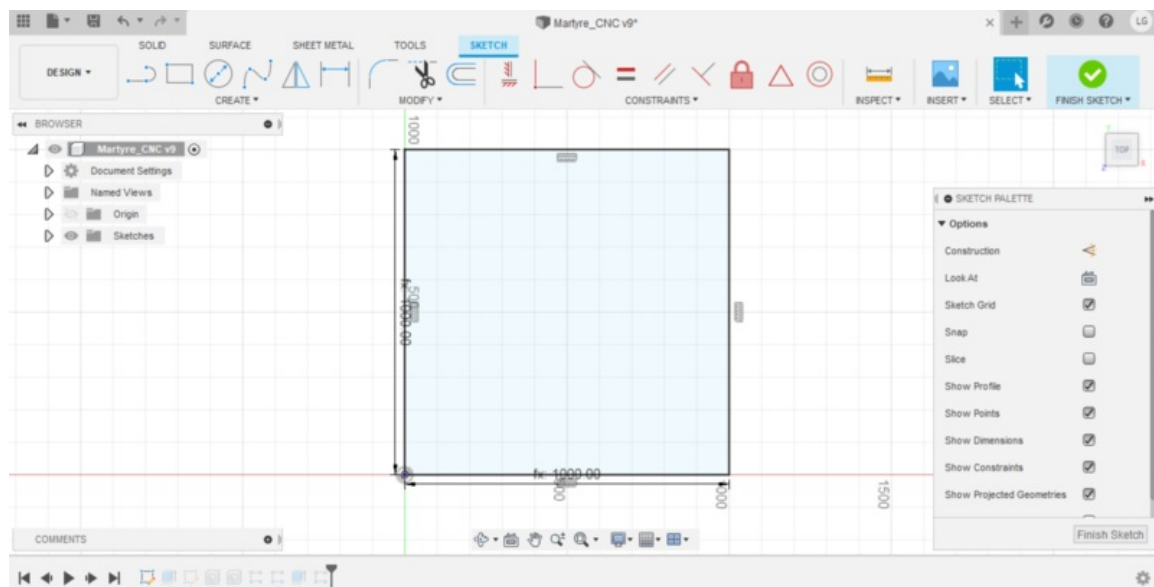 Martyre_CNC v9*
LG
SOLID SURFACE SHEET METAL TOOLS SKETCH
DESIGN
CREATE MODIFY CONSTRAINTS INSPECT INSERT SELECT FINISH SKETCH
BROWSER
Martyre_CNC v9
Document Settings
Named Views
Origin
Sketches
1000
500
fx: 1000.00
fx: 1000.00
1500
TOP
SKETCH PALETTE
Options
Construction
Look At
Sketch Grid
Snap
Slice
Show Profile
Show Points
Show Dimensions
Show Constraints
Show Projected Geometries
Finish Sketch
COMMENTS